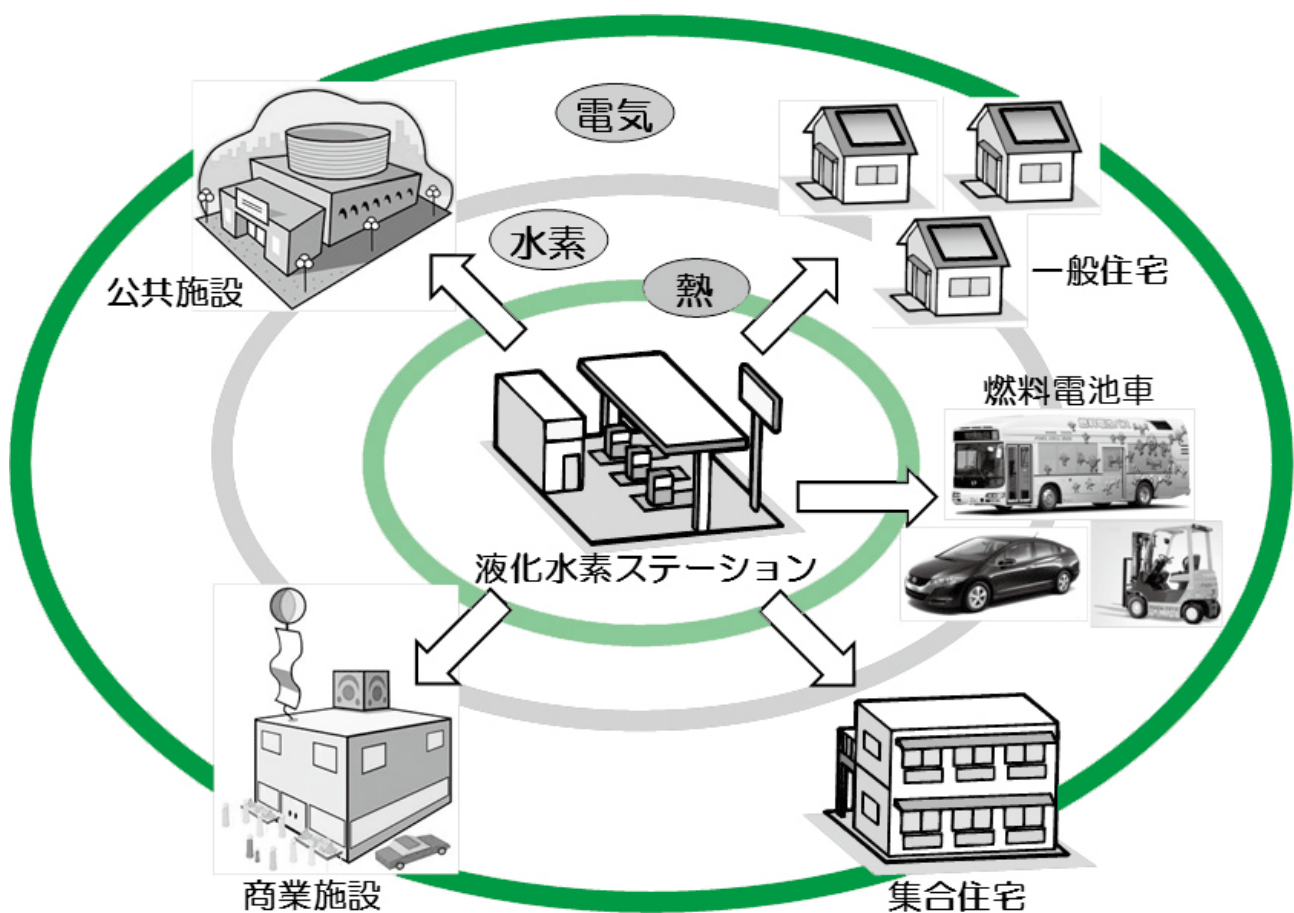 電気
水素
熱
公共施設
一般住宅
燃料電池車
液化水素ステーション
商業施設
集合住宅